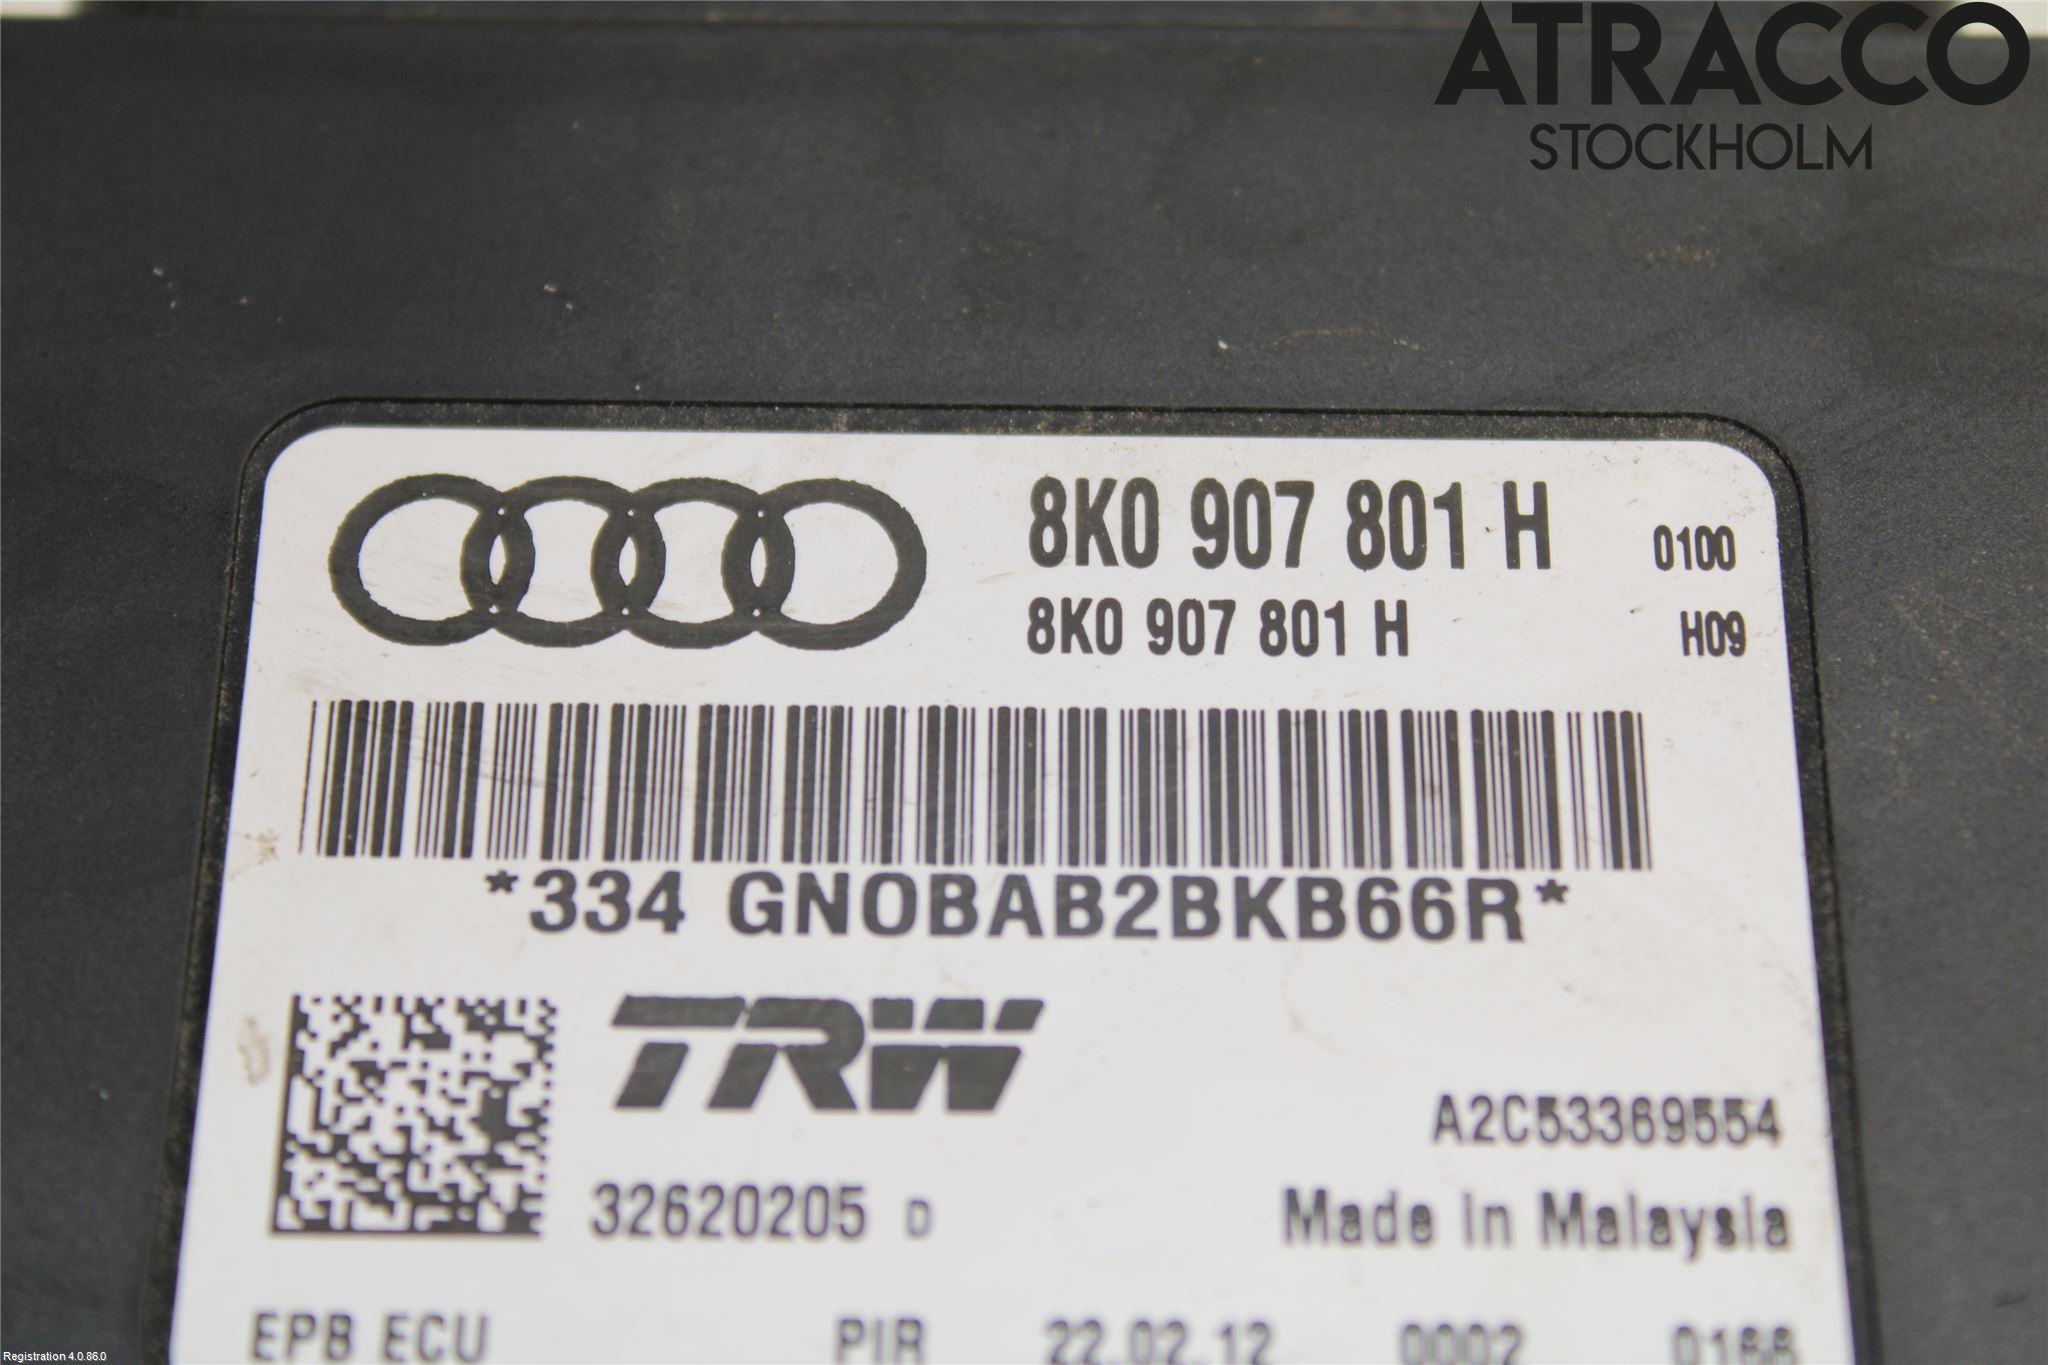 ATRACCO
STOCKHOLM
8K0 907 801 H 0100
8K0 907 801 H H09
*334 GNOBAB2BKB66R*
TRW
A2C53369554
32620205 D Made in Malaysia
EPB ECU PIR 22.02.12 0002 0166
Registration 4.0.86.0